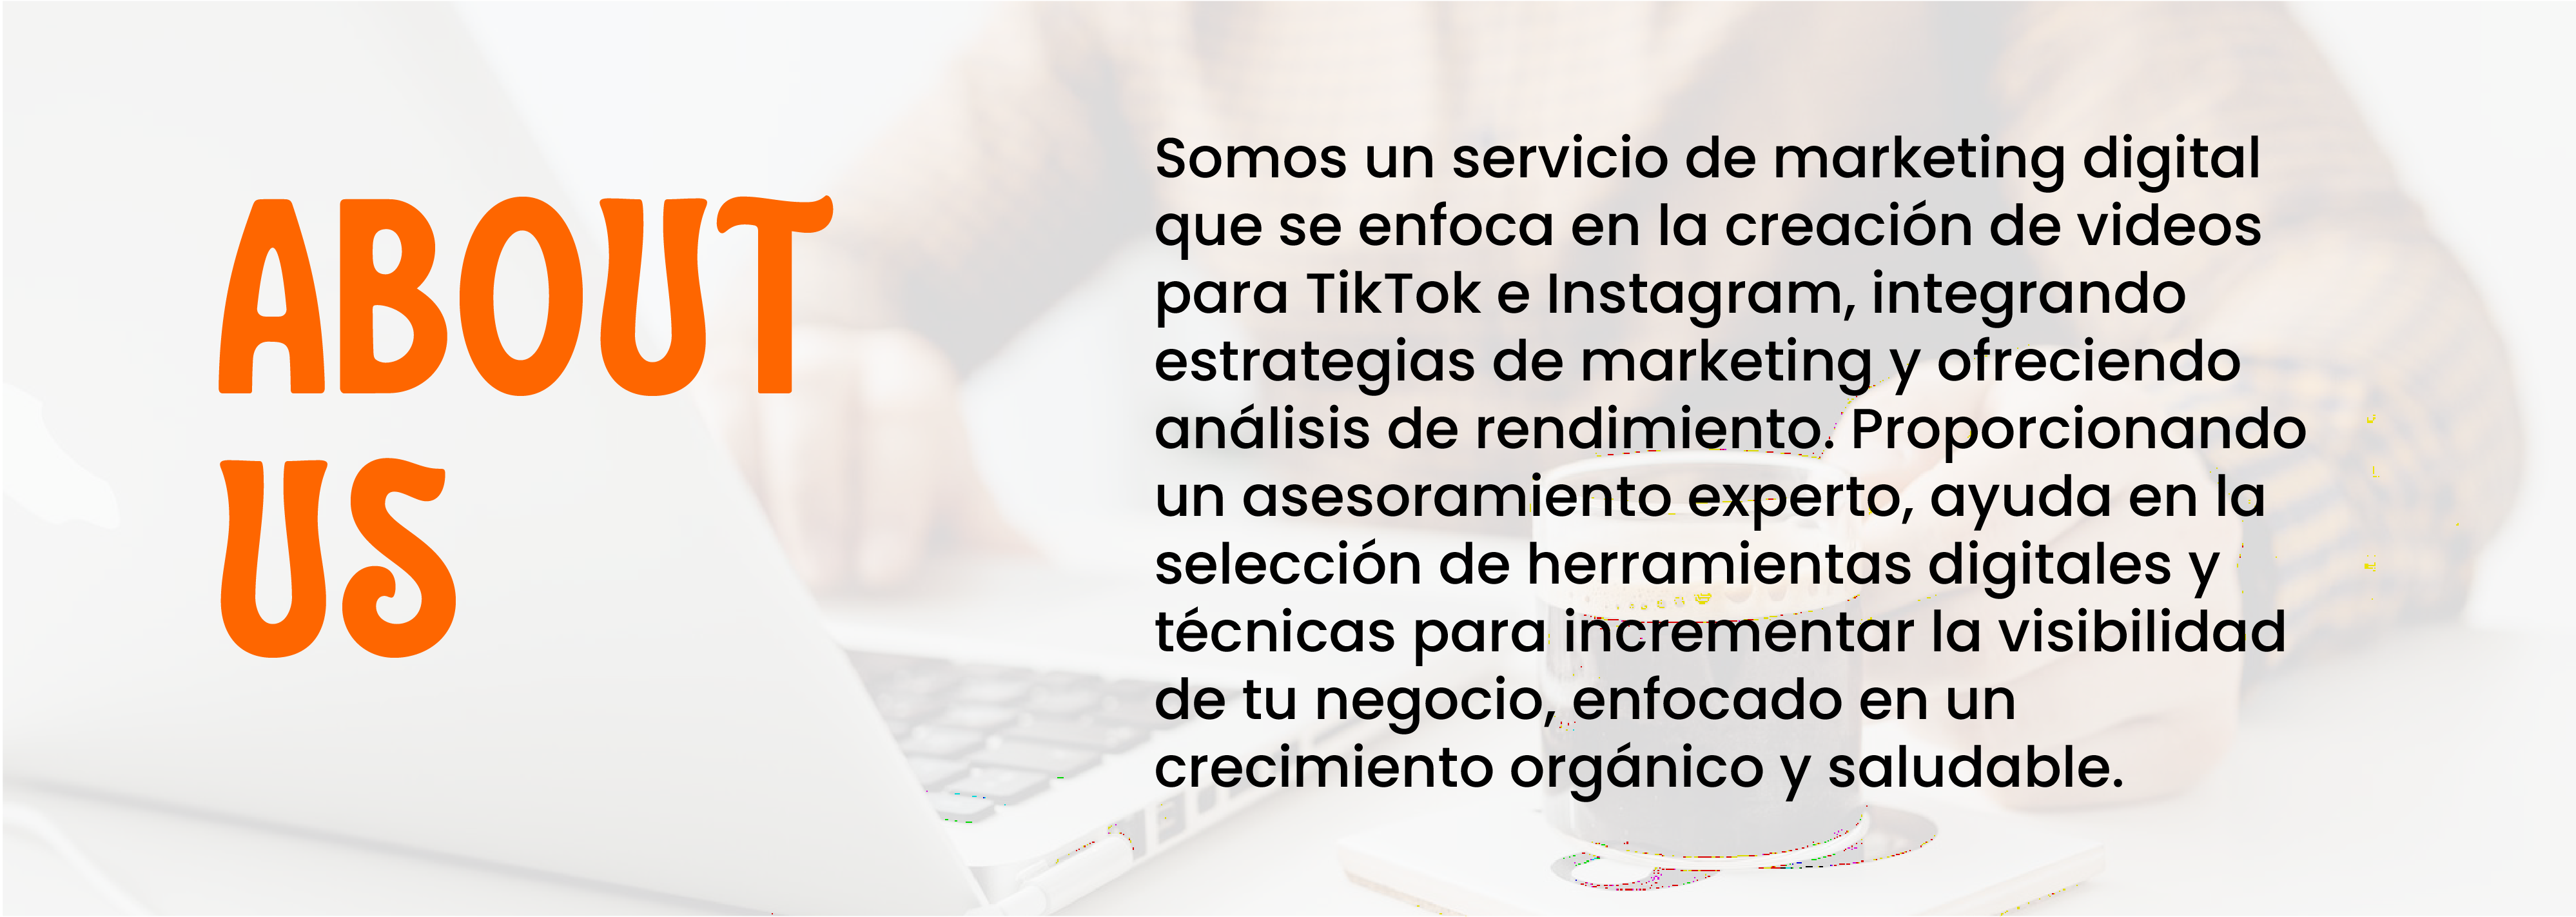 ABOUT
US
Somos un servicio de marketing digital
que se enfoca en la creación de videos
para TikTok e Instagram, integrando
estrategias de marketing y ofreciendo
análisis de rendimiento. Proporcionando
un asesoramiento experto, ayuda en la
selección de herramientas digitales y
técnicas para incrementar la visibilidad
de tu negocio, enfocado en un
crecimiento orgánico y saludable.